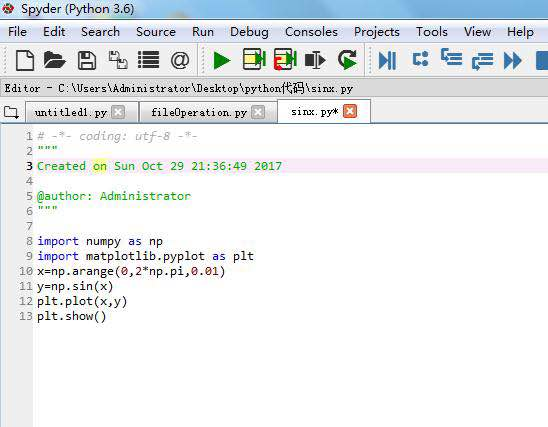 Spyder (Python 3.6)
File Edit Search Source Run Debug Consoles Projects Tools View Help
Editor - C:\Users\Administrator\Desktop\python代码\sinx.py
untitled1.py fileOperation.py sinx.py*
1 # -*- coding: utf-8 -*-
2 """
3 Created on Sun Oct 29 21:36:49 2017
4
5 @author: Administrator
6 """
7
8 import numpy as np
9 import matplotlib.pyplot as plt
10 x=np.arange(0,2*np.pi,0.01)
11 y=np.sin(x)
12 plt.plot(x,y)
13 plt.show()